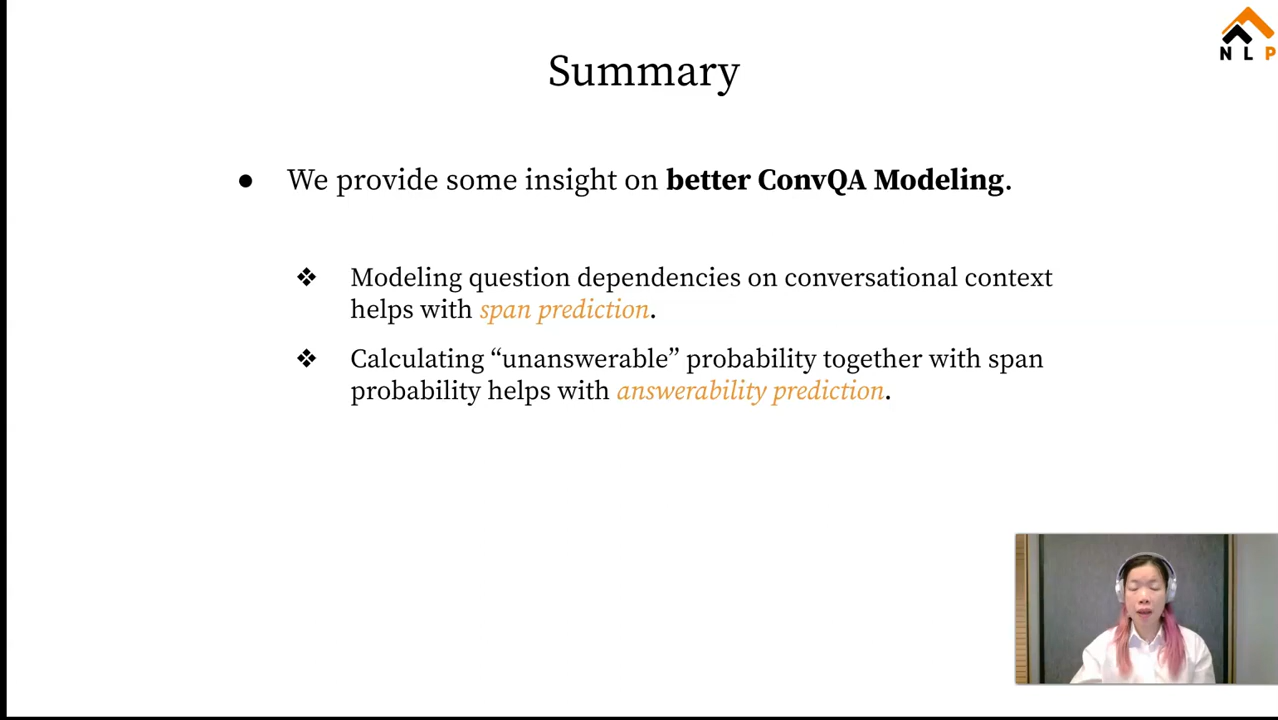 N L P
Summary
● We provide some insight on better ConvQA Modeling.
❖ Modeling question dependencies on conversational context
helps with span prediction.
❖ Calculating “unanswerable” probability together with span
probability helps with answerability prediction.